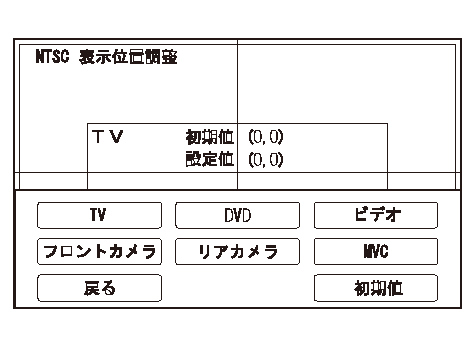 NTSC 表示位置調整
TV 初期値 (0,0)
設定値 (0,0)
TV DVD ビデオ
フロントカメラ リアカメラ MVC
戻る 初期値